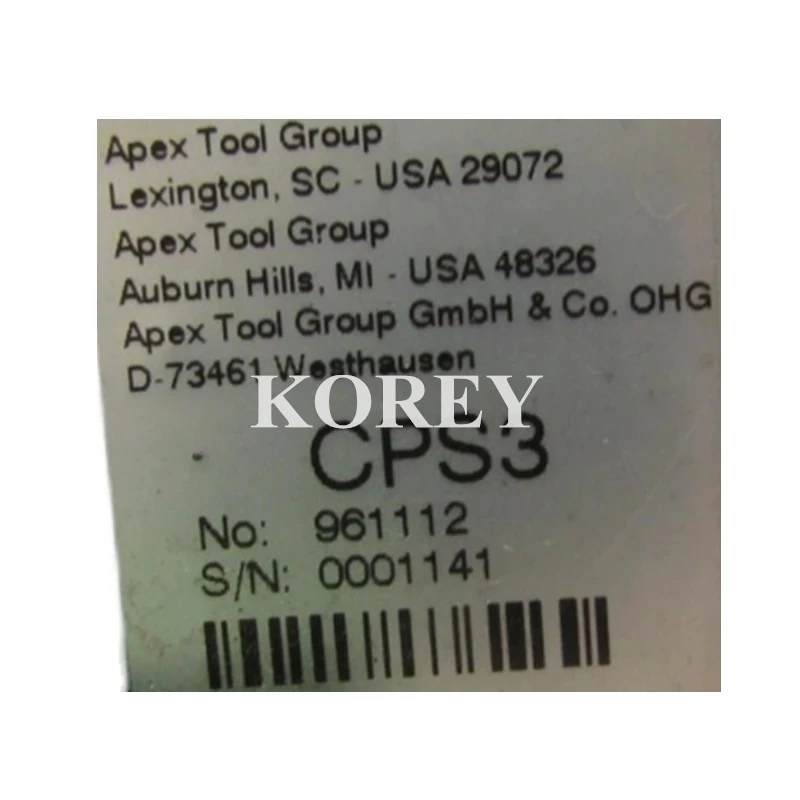 Apex Tool Group
Lexington, SC - USA 29072
Apex Tool Group
Auburn Hills, MI - USA 48326
Apex Tool Group GmbH & Co. OHG
D-73461 Westhausen
KOREY
CPS3
No: 961112
S/N: 0001141